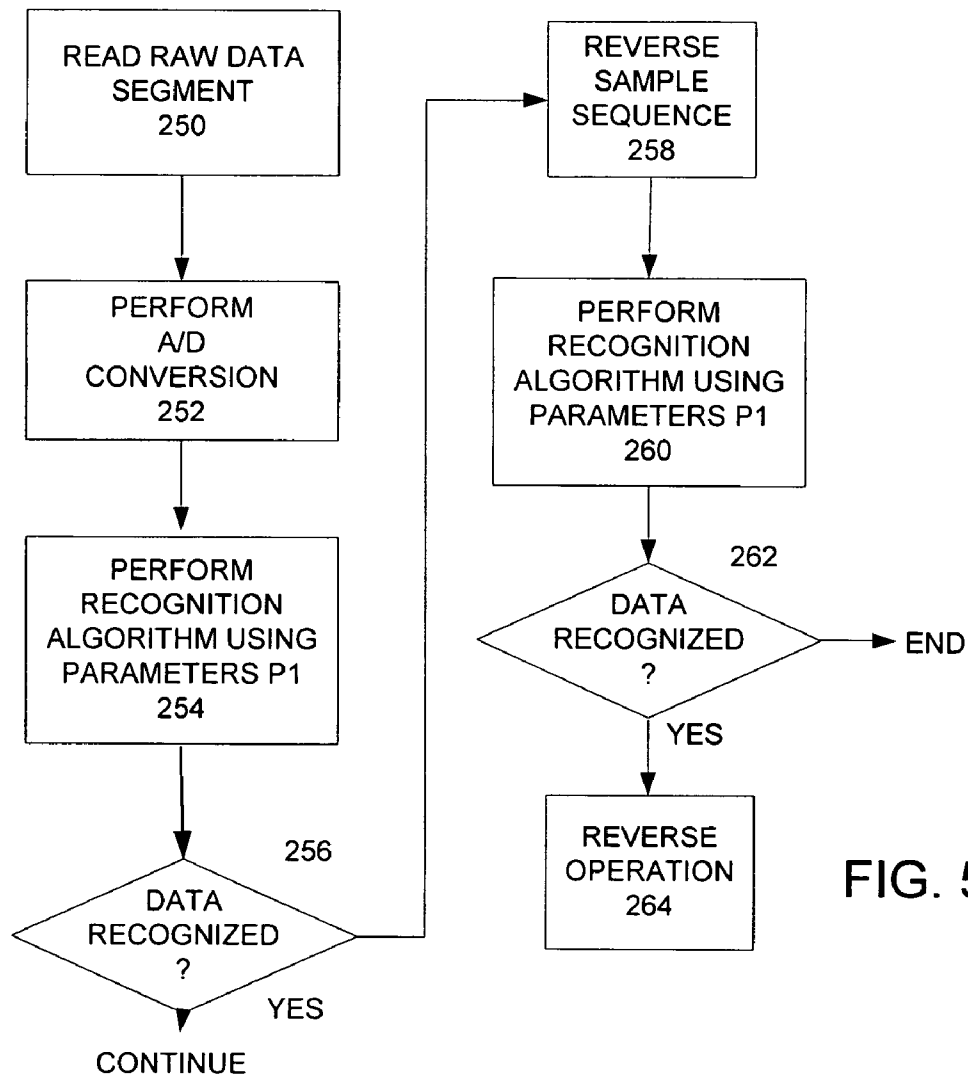 READ RAW DATA
SEGMENT
250
PERFORM
A/D
CONVERSION
252
PERFORM
RECOGNITION
ALGORITHM USING
PARAMETERS P1
254
256
DATA
RECOGNIZED
?
YES
CONTINUE
REVERSE
SAMPLE
SEQUENCE
258
PERFORM
RECOGNITION
ALGORITHM USING
PARAMETERS P1
260
262
DATA
RECOGNIZED
?
END
YES
REVERSE
OPERATION
264
FIG. 5